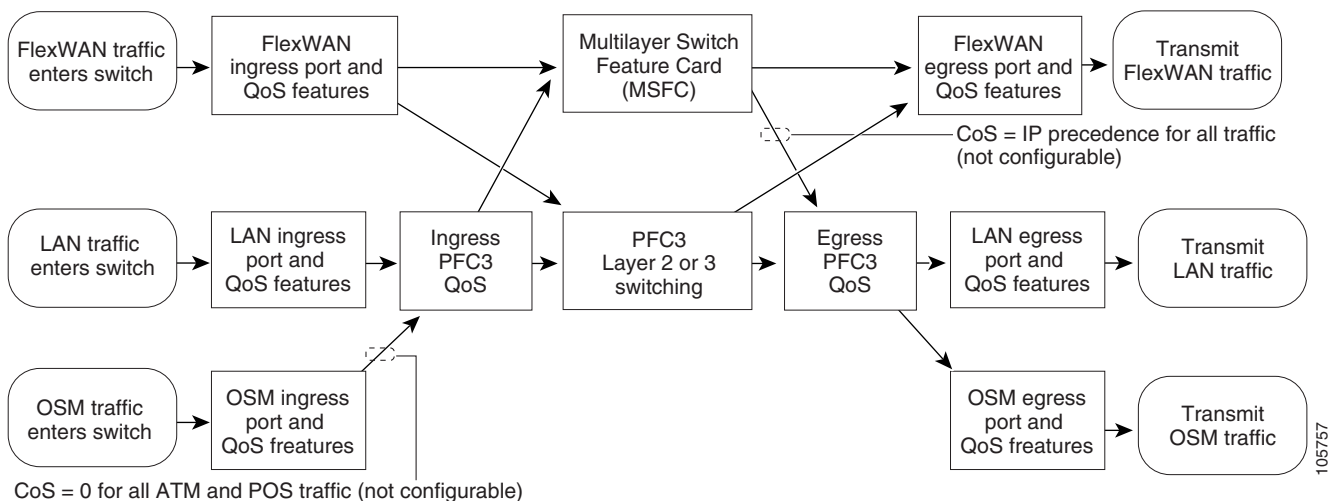 FlexWAN traffic
enters switch
FlexWAN
ingress port and
QoS features
Multilayer Switch
Feature Card
(MSFC)
FlexWAN
egress port and
QoS features
Transmit
FlexWAN traffic
CoS = IP precedence for all traffic
(not configurable)
LAN traffic
enters switch
LAN ingress
port and
QoS features
Ingress
PFC3
QoS
PFC3
Layer 2 or 3
switching
Egress
PFC3
QoS
LAN egress
port and
QoS features
Transmit
LAN traffic
OSM traffic
enters switch
OSM ingress
port and
QoS freatures
OSM egress
port and
QoS freatures
Transmit
OSM traffic
105757
CoS = 0 for all ATM and POS traffic (not configurable)